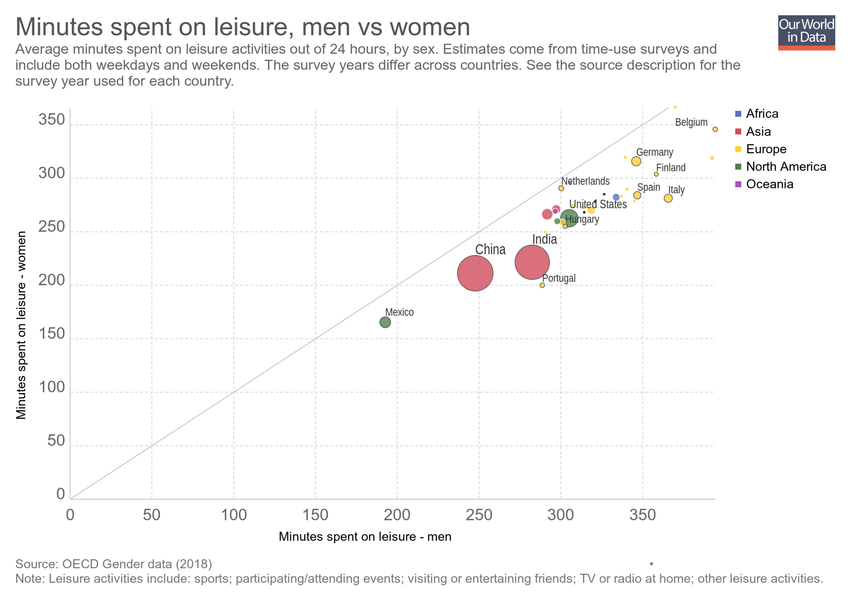 Minutes spent on leisure, men vs women
Our World
in Data
Average minutes spent on leisure activities out of 24 hours, by sex. Estimates come from time-use surveys and
include both weekdays and weekends. The survey years differ across countries. See the source description for the
survey year used for each country.
Africa
Asia
Europe
North America
Oceania
Minutes spent on leisure - women
350
300
250
200
150
100
50
0
Belgium
Germany
Finland
Netherlands
Spain
Italy
United States
Hungary
India
China
Portugal
Mexico
0
50
100
150
200
250
300
350
Minutes spent on leisure - men
Source: OECD Gender data (2018)
Note: Leisure activities include: sports; participating/attending events; visiting or entertaining friends; TV or radio at home; other leisure activities.